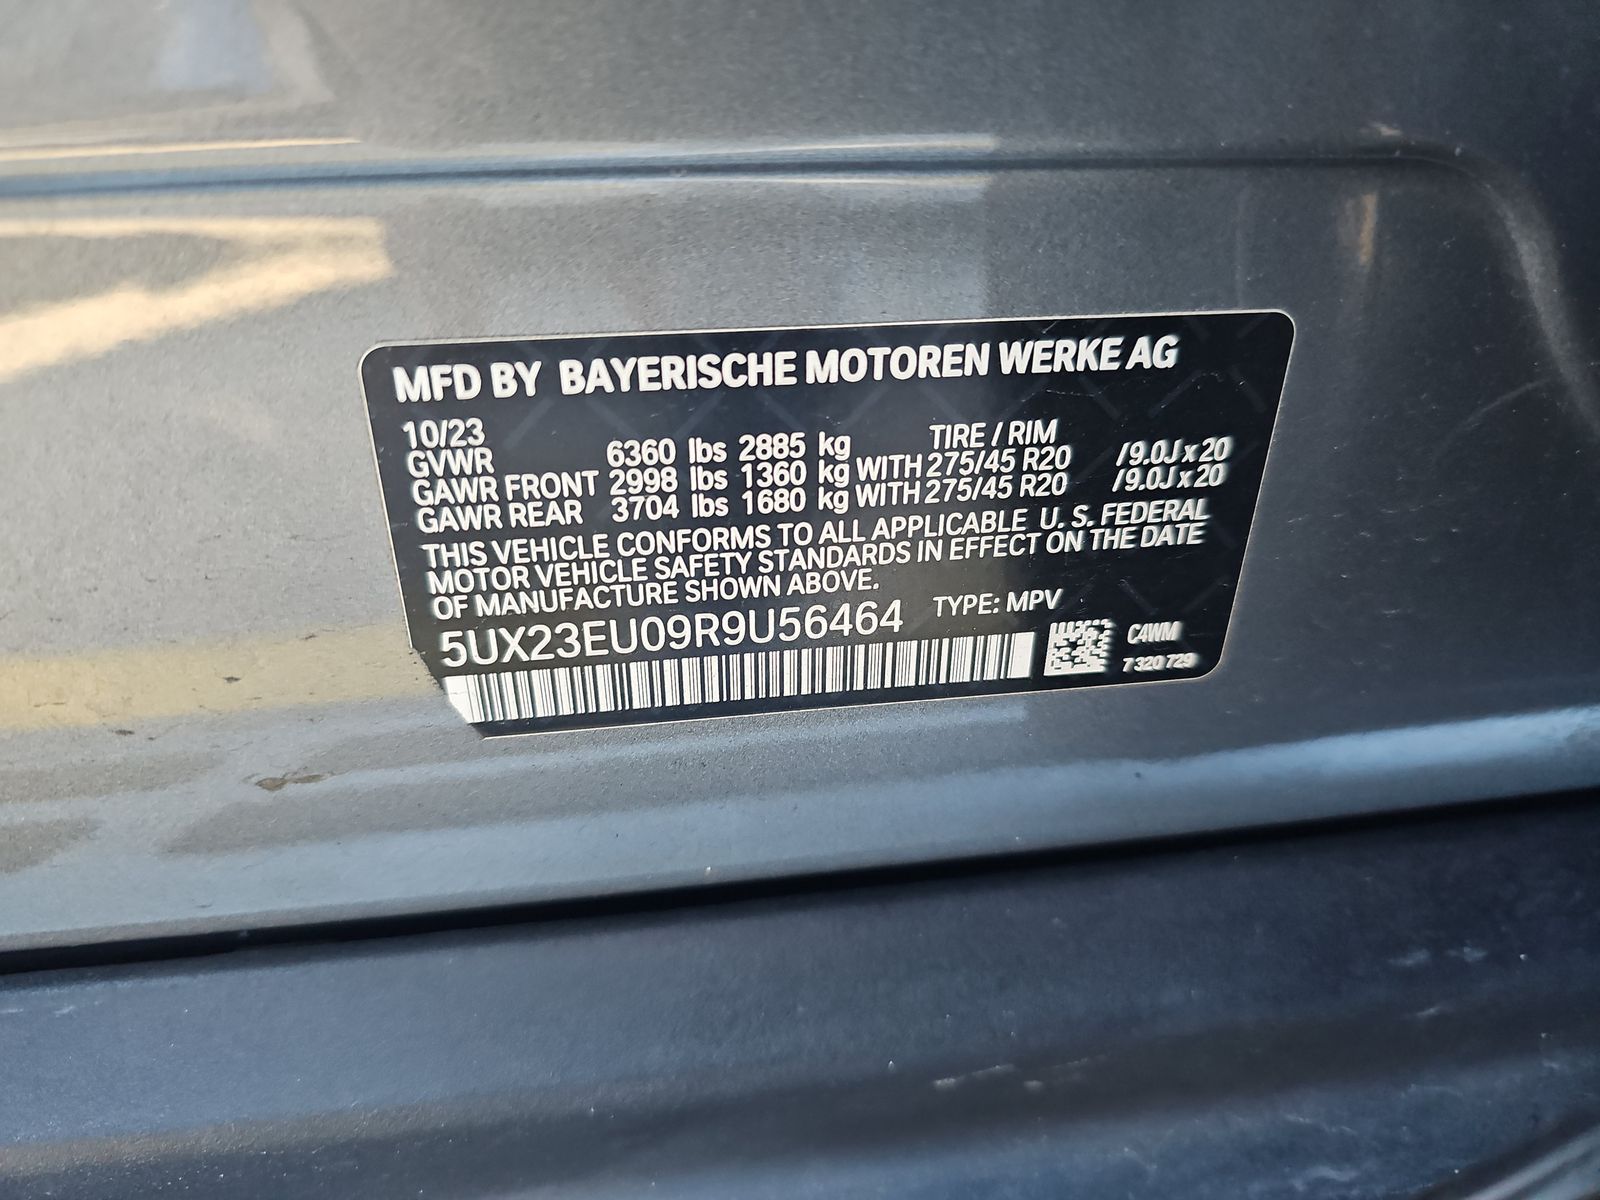 MFD BY BAYERISCHE MOTOREN WERKE AG
10/23 TIRE / RIM
GVWR 6360 lbs 2885 kg
GAWR FRONT 2998 lbs 1360 kg WITH 275/45 R20 /9.0J x 20
GAWR REAR 3704 lbs 1680 kg WITH 275/45 R20 /9.0J x 20
THIS VEHICLE CONFORMS TO ALL APPLICABLE U. S. FEDERAL
MOTOR VEHICLE SAFETY STANDARDS IN EFFECT ON THE DATE
OF MANUFACTURE SHOWN ABOVE.
5UX23EU09R9U56464 TYPE: MPV
C4WM
7 320 729